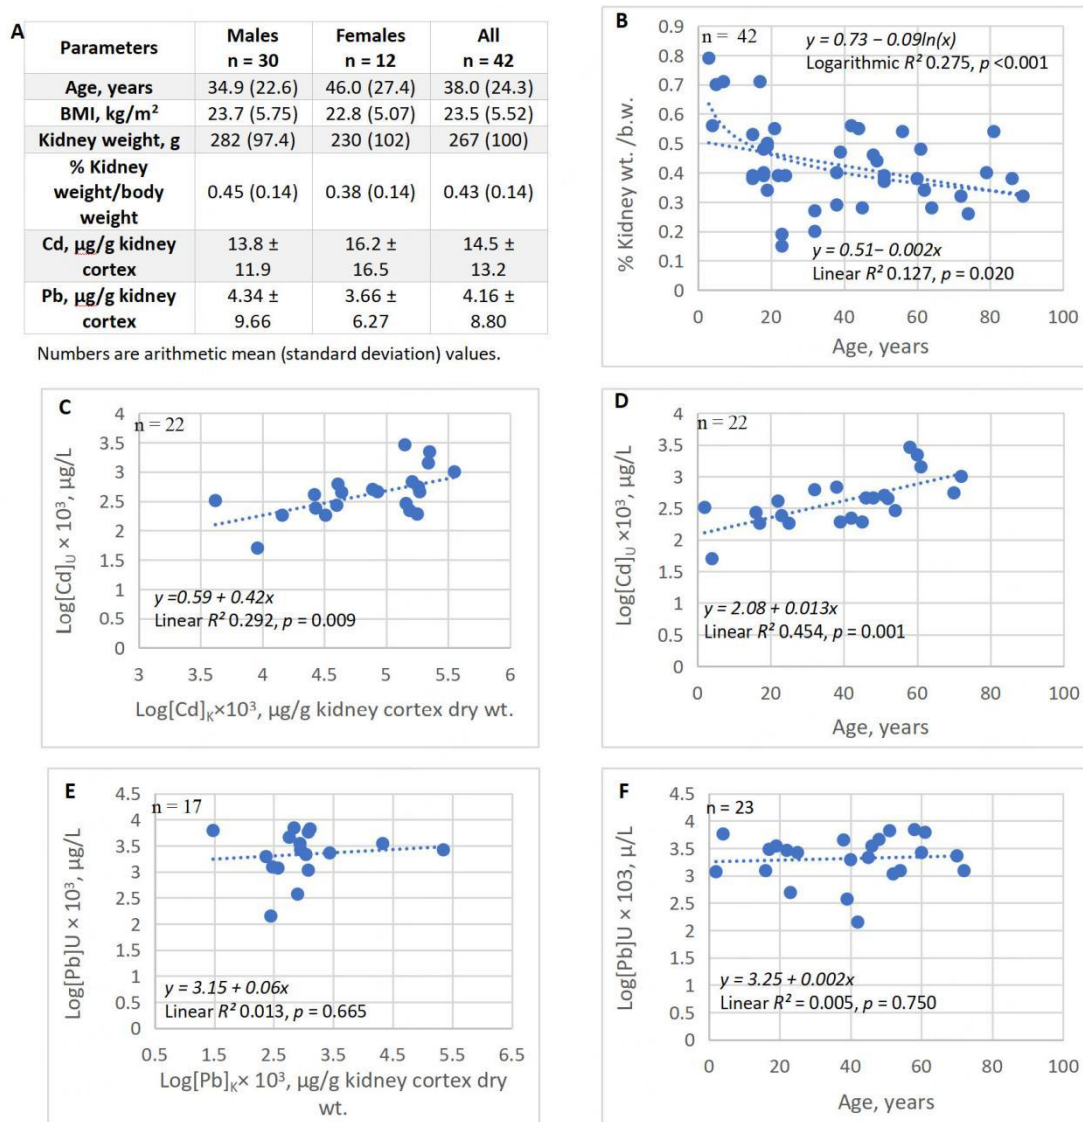 A
Parameters
Males
n = 30
Females
n = 12
All
n = 42
Age, years
34.9 (22.6)
46.0 (27.4)
38.0 (24.3)
BMI, kg/m²
23.7 (5.75)
22.8 (5.07)
23.5 (5.52)
Kidney weight, g
282 (97.4)
230 (102)
267 (100)
% Kidney
weight/body
weight
0.45 (0.14)
0.38 (0.14)
0.43 (0.14)
Cd, µg/g kidney
cortex
13.8 ±
11.9
16.2 ±
16.5
14.5 ±
13.2
Pb, µg/g kidney
cortex
4.34 ±
9.66
3.66 ±
6.27
4.16 ±
8.80
Numbers are arithmetic mean (standard deviation) values.
B
n = 42
y = 0.73 – 0.09ln(x)
Logarithmic R² 0.275, p <0.001
y = 0.51– 0.002x
Linear R² 0.127, p = 0.020
% Kidney wt. /b.w.
0.9
0.8
0.7
0.6
0.5
0.4
0.3
0.2
0.1
0
0 20 40 60 80 100
Age, years
C
n = 22
y =0.59 + 0.42x
Linear R² 0.292, p = 0.009
Log[Cd]U × 10³, µg/L
4
3.5
3
2.5
2
1.5
1
0.5
0
3 3.5 4 4.5 5 5.5 6
Log[Cd]K×10³, µg/g kidney cortex dry wt.
D
n = 22
y = 2.08 + 0.013x
Linear R² 0.454, p = 0.001
Log[Cd]U ×10³, µg/L
4
3.5
3
2.5
2
1.5
1
0.5
0
0 20 40 60 80 100
Age, years
E
n = 17
y = 3.15 + 0.06x
Linear R² 0.013, p = 0.665
Log[Pb]U × 10³, µg/L
4.5
4
3.5
3
2.5
2
1.5
1
0.5
0
0.5 1.5 2.5 3.5 4.5 5.5 6.5
Log[Pb]K× 10³, µg/g kidney cortex dry
wt.
F
n = 23
y = 3.25 + 0.002x
Linear R² = 0.005, p = 0.750
Log[Pb]U × 103, µ/L
4.5
4
3.5
3
2.5
2
1.5
1
0.5
0
0 20 40 60 80 100
Age, years